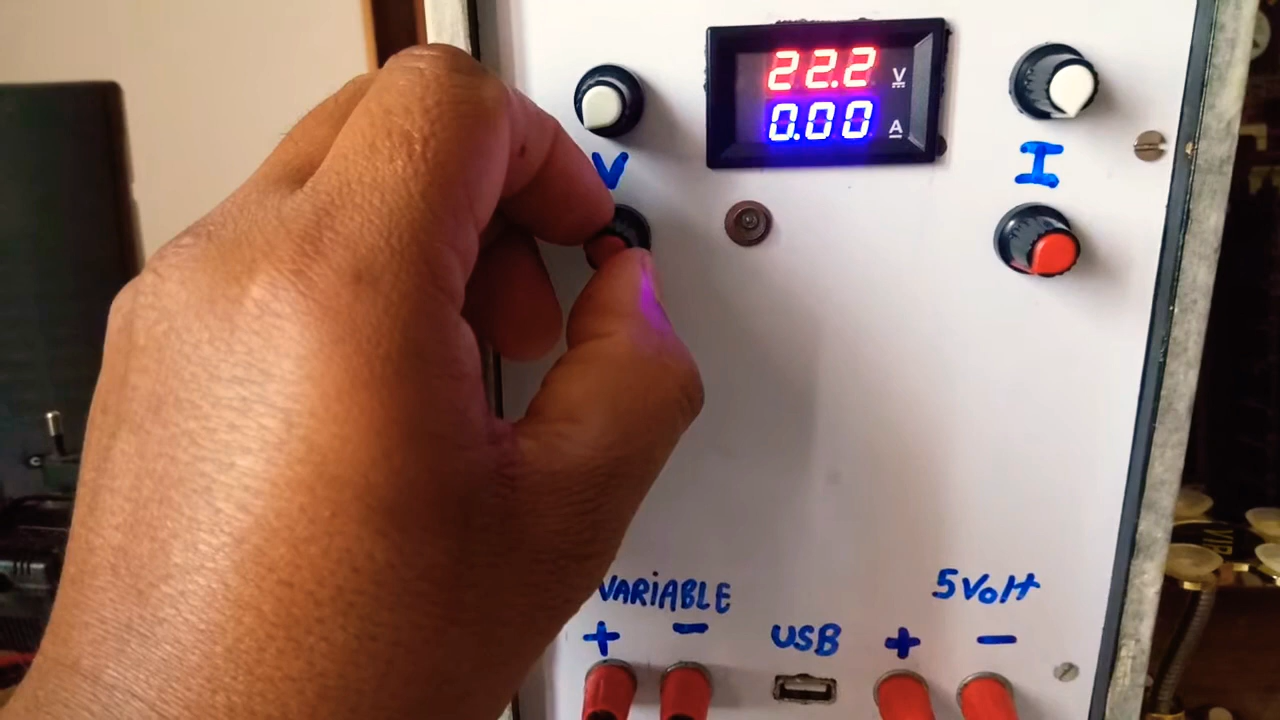 22.2 V
0.00 A
V
I
VARiABLE
5Volt
+ -
USB
+ -